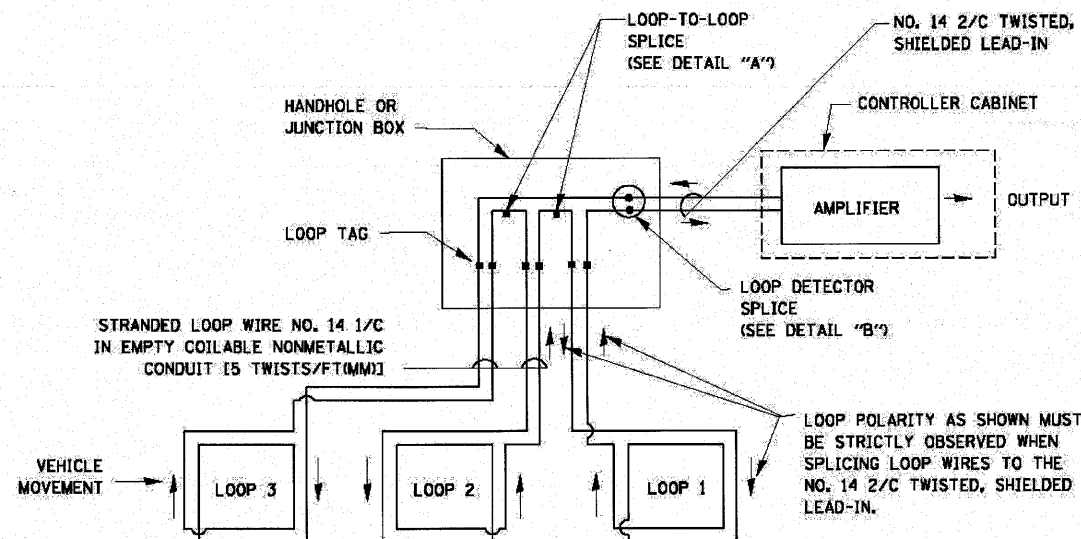 LOOP-TO-LOOP
SPLICE
(SEE DETAIL "A")
NO. 14 2/C TWISTED,
SHIELDED LEAD-IN
HANDHOLE OR
JUNCTION BOX
CONTROLLER CABINET
AMPLIFIER
OUTPUT
LOOP TAG
LOOP DETECTOR
SPLICE
(SEE DETAIL "B")
STRANDED LOOP WIRE NO. 14 1/C
IN EMPTY COILABLE NONMETALLIC
CONDUIT [5 TWISTS/FT(MM)]
LOOP POLARITY AS SHOWN MUST
BE STRICTLY OBSERVED WHEN
SPLICING LOOP WIRES TO THE
NO. 14 2/C TWISTED, SHIELDED
LEAD-IN.
VEHICLE
MOVEMENT
LOOP 3
LOOP 2
LOOP 1